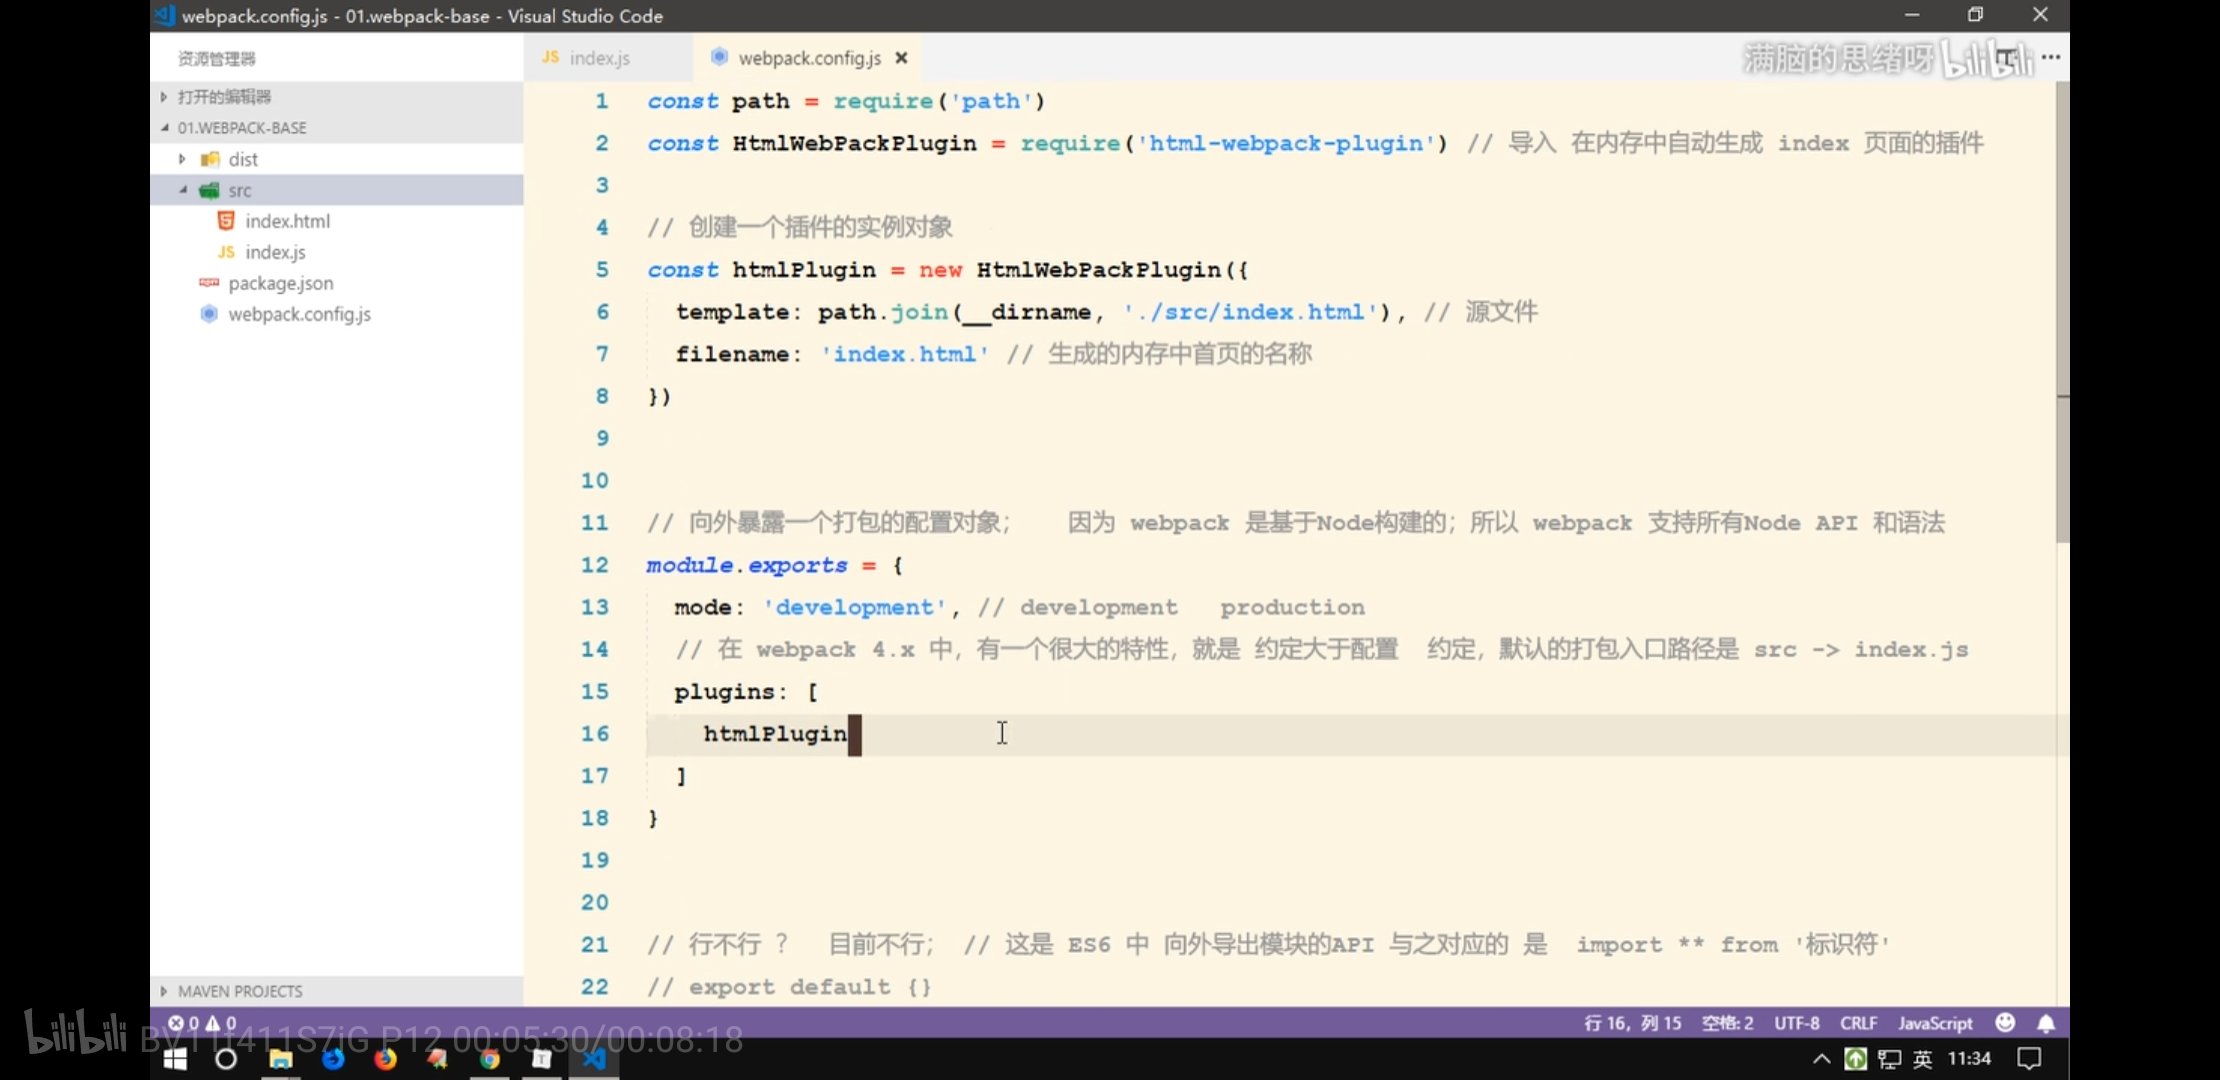 webpack.config.js - 01.webpack-base - Visual Studio Code
资源管理器
打开的编辑器
01.WEBPACK-BASE
dist
src
index.html
index.js
package.json
webpack.config.js
MAVEN PROJECTS
JS index.js
webpack.config.js
满脑的思绪呀 bilibili
1 const path = require('path')
2 const HtmlWebPackPlugin = require('html-webpack-plugin') // 导入 在内存中自动生成 index 页面的插件
3
4 // 创建一个插件的实例对象
5 const htmlPlugin = new HtmlWebPackPlugin({
6 template: path.join(__dirname, './src/index.html'), // 源文件
7 filename: 'index.html' // 生成的内存中首页的名称
8 })
9
10
11 // 向外暴露一个打包的配置对象; 因为 webpack 是基于Node构建的; 所以 webpack 支持所有Node API 和语法
12 module.exports = {
13 mode: 'development', // development production
14 // 在 webpack 4.x 中, 有一个很大的特性, 就是 约定大于配置 约定, 默认的打包入口路径是 src -> index.js
15 plugins: [
16 htmlPlugin
17 ]
18 }
19
20
21 // 行不行 ? 目前不行; // 这是 ES6 中 向外导出模块的API 与之对应的 是 import ** from '标识符'
22 // export default {}
0 0
行 16, 列 15 空格: 2 UTF-8 CRLF JavaScript
bilibili P12 00:05:30/00:08:18
英 11:34